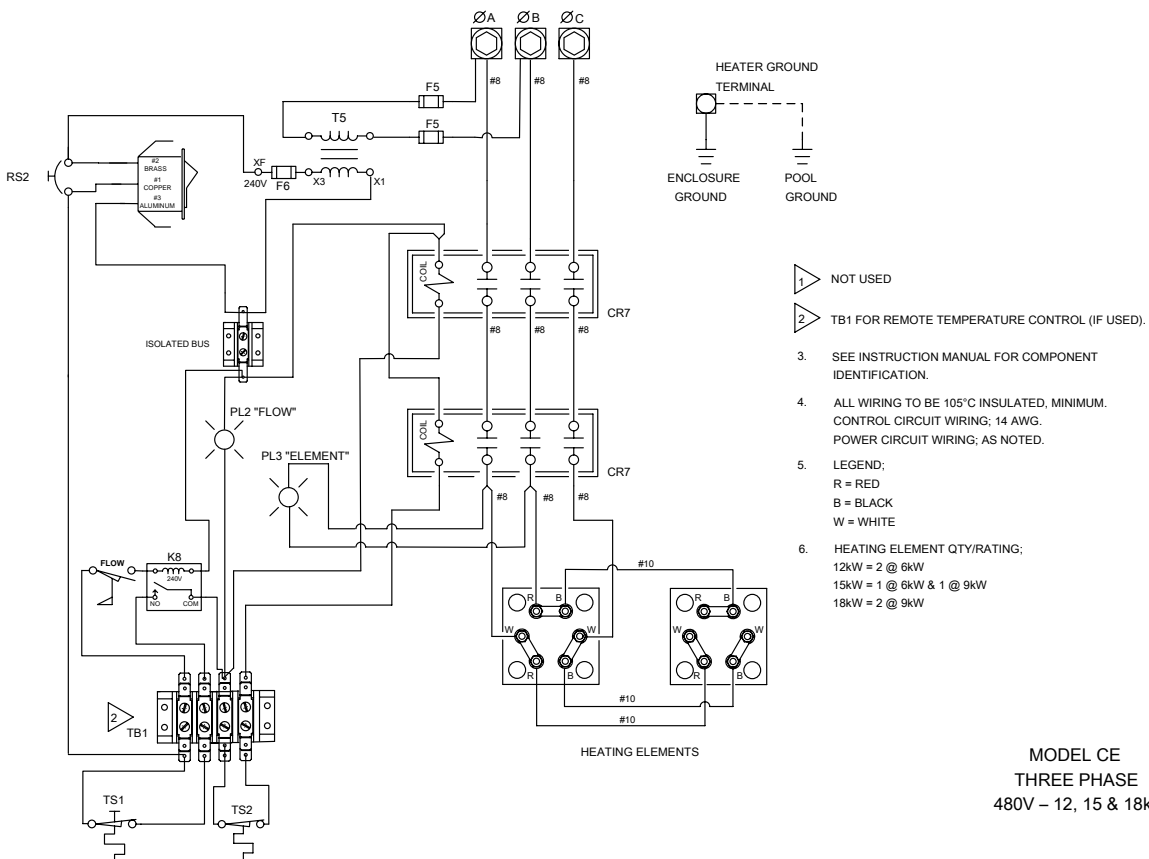 ØA ØB ØC
#8 #8 #8
HEATER GROUND
TERMINAL
ENCLOSURE
GROUND
POOL
GROUND
F5
T5
F5
XF
240V
F6
X3
X1
RS2
#2
BRASS
#1
COPPER
#3
ALUMINUM
COIL
CR7
#8 #8 #8
ISOLATED BUS
PL2 "FLOW"
PL3 "ELEMENT"
COIL
CR7
#8 #8 #8
FLOW
K8
240V
NO COM
2
TB1
TS1
TS2
#10
R B
W W
R B
R B
W W
R B
#10
#10
HEATING ELEMENTS
1 NOT USED
2 TB1 FOR REMOTE TEMPERATURE CONTROL (IF USED).
3. SEE INSTRUCTION MANUAL FOR COMPONENT
IDENTIFICATION.
4. ALL WIRING TO BE 105°C INSULATED, MINIMUM.
CONTROL CIRCUIT WIRING; 14 AWG.
POWER CIRCUIT WIRING; AS NOTED.
5. LEGEND;
R = RED
B = BLACK
W = WHITE
6. HEATING ELEMENT QTY/RATING;
12kW = 2 @ 6kW
15kW = 1 @ 6kW & 1 @ 9kW
18kW = 2 @ 9kW
MODEL CE
THREE PHASE
480V – 12, 15 & 18k